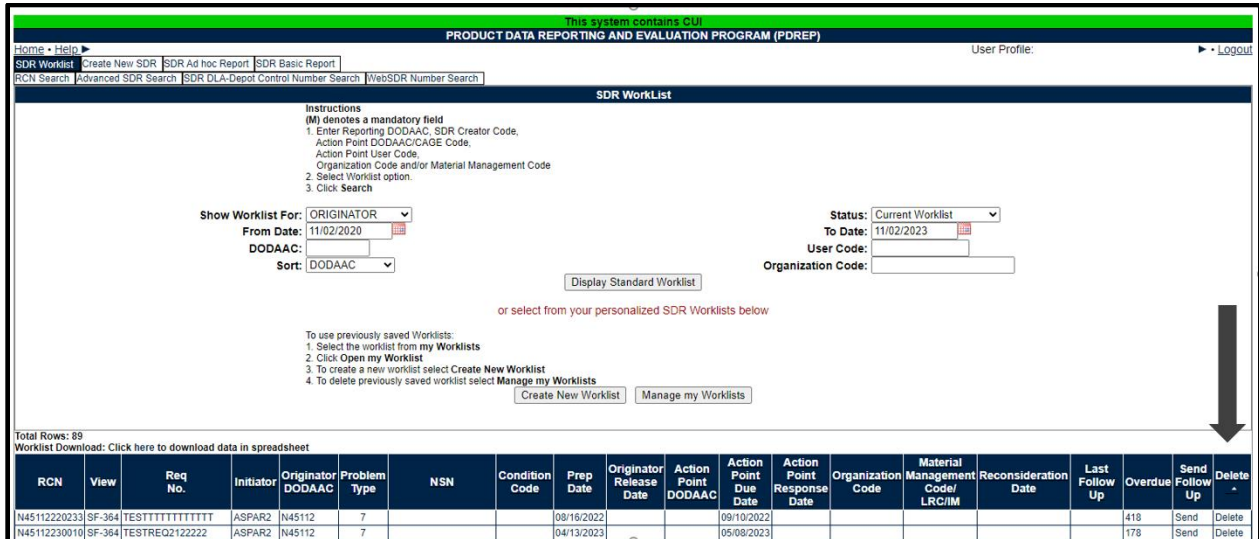 This system contains CUI
PRODUCT DATA REPORTING AND EVALUATION PROGRAM (PDREP)
Home • Help ▶ User Profile: ▶ • Logout
SDR Worklist Create New SDR SDR Ad hoc Report SDR Basic Report
RCN Search Advanced SDR Search SDR DLA-Depot Control Number Search WebSDR Number Search
SDR WorkList
Instructions
(M) denotes a mandatory field
1. Enter Reporting DODAAC, SDR Creator Code,
Action Point DODAAC/CAGE Code,
Action Point User Code,
Organization Code and/or Material Management Code
2. Select Worklist option.
3. Click Search
Show Worklist For: ORIGINATOR Status: Current Worklist
From Date: 11/02/2020 To Date: 11/02/2023
DODAAC: User Code:
Sort: DODAAC Organization Code:
Display Standard Worklist
or select from your personalized SDR Worklists below
To use previously saved Worklists:
1. Select the worklist from my Worklists
2. Click Open my Worklist
3. To create a new worklist select Create New Worklist
4. To delete previously saved worklist select Manage my Worklists
Create New Worklist Manage my Worklists
Total Rows: 89
Worklist Download: Click here to download data in spreadsheet
RCN View Req No. Initiator Originator DODAAC Problem Type NSN Condition Code Prep Date Originator Release Date Action Point DODAAC Action Point Due Date Action Point Response Date Organization Code Material Management Code/ LRC/IM Reconsideration Date Last Follow Up Overdue Send Follow Up Delete
N45112220233 SF-364 TESTTTTTTTTTTTT ASPAR2 N45112 7 08/16/2022 09/10/2022 418 Send Delete
N45112230010 SF-364 TESTREQ2122222 ASPAR2 N45112 7 04/13/2023 05/08/2023 178 Send Delete